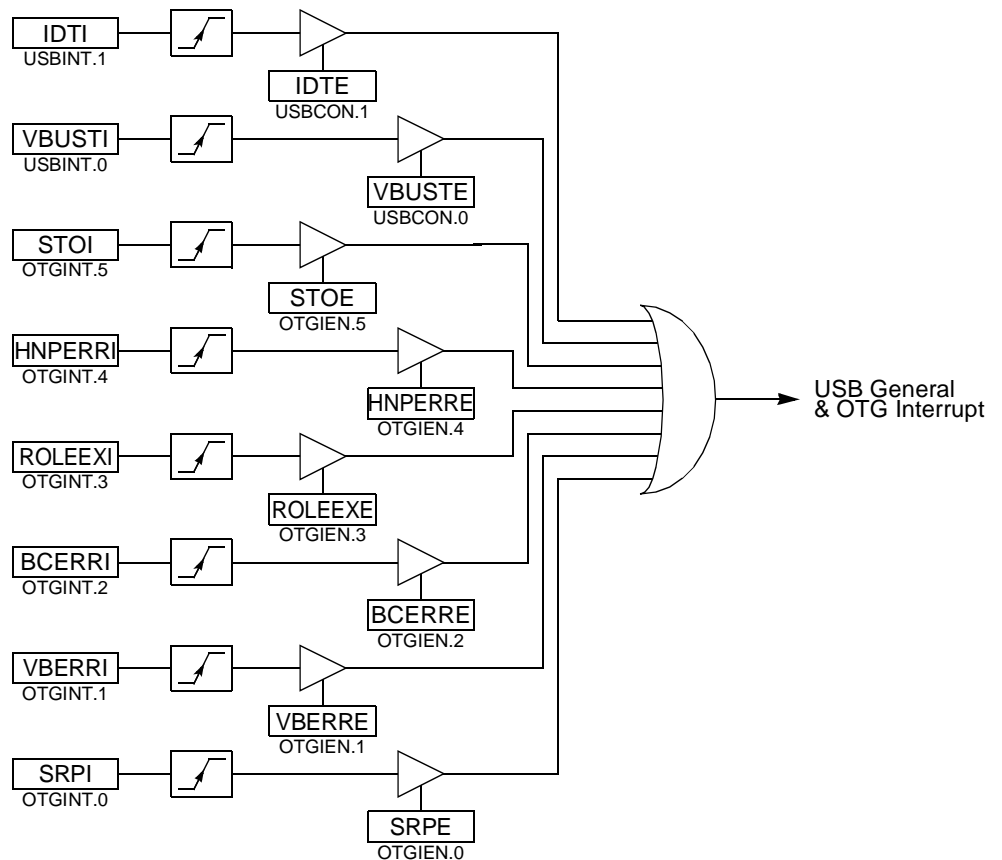 IDTI
USBINT.1
IDTE
USBCON.1
VBUSTI
USBINT.0
VBUSTE
USBCON.0
STOI
OTGINT.5
STOE
OTGIEN.5
HNPERRI
OTGINT.4
HNPERRE
OTGIEN.4
USB General
& OTG Interrupt
ROLEEXI
OTGINT.3
ROLEEXE
OTGIEN.3
BCERRI
OTGINT.2
BCERRE
OTGIEN.2
VBERRI
OTGINT.1
VBERRE
OTGIEN.1
SRPI
OTGINT.0
SRPE
OTGIEN.0